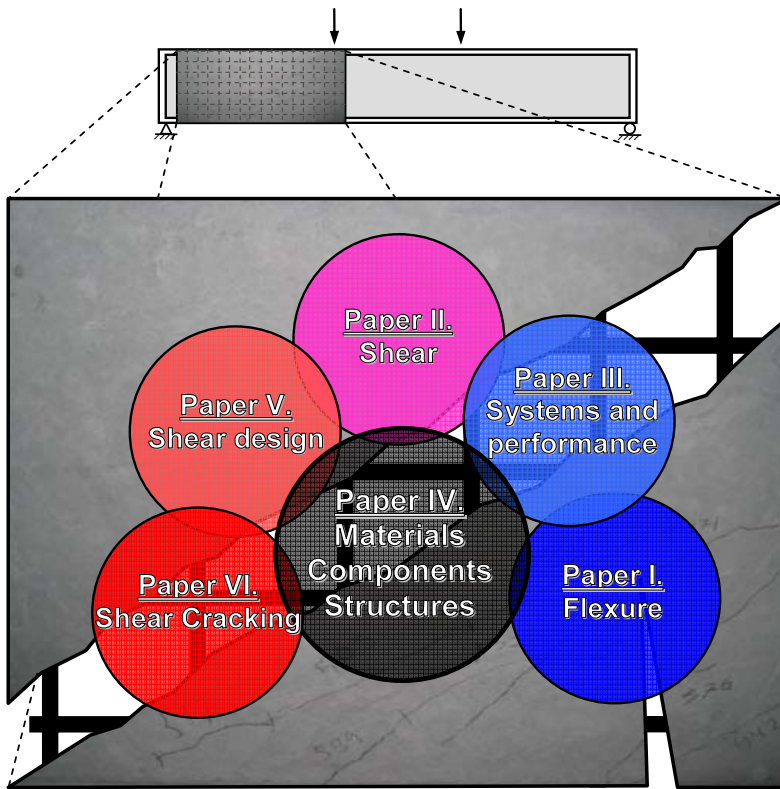 Paper II.
Shear
Paper III.
Systems and
performance
Paper V.
Shear design
Paper IV.
Materials
Components
Structures
Paper I.
Flexure
Paper VI.
Shear Cracking